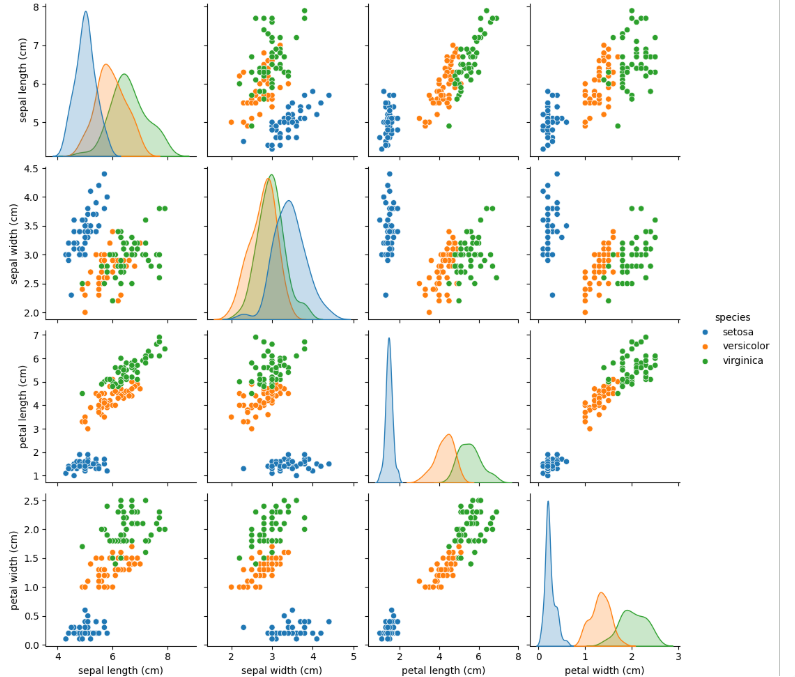 8
7
6
5
sepal length (cm)
4.5
4.0
3.5
3.0
2.5
2.0
sepal width (cm)
species
setosa
versicolor
virginica
7
6
5
4
3
2
1
petal length (cm)
2.5
2.0
1.5
1.0
0.5
0.0
petal width (cm)
4 6 8
2 3 4 5
2 4 6 8
0 1 2 3
sepal length (cm) sepal width (cm) petal length (cm) petal width (cm)